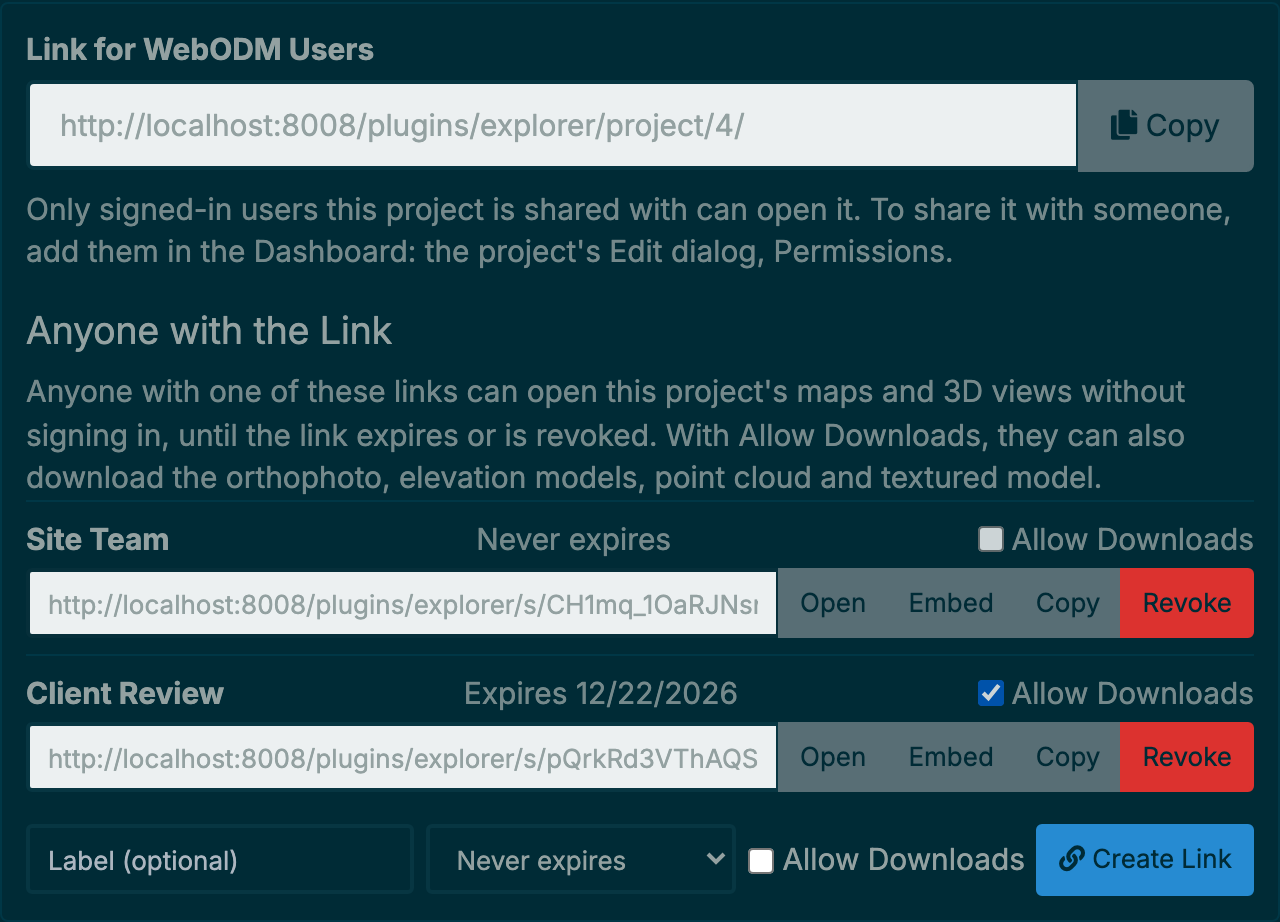 Link for WebODM Users
http://localhost:8008/plugins/explorer/project/4/ Copy
Only signed-in users this project is shared with can open it. To share it with someone,
add them in the Dashboard: the project's Edit dialog, Permissions.
Anyone with the Link
Anyone with one of these links can open this project's maps and 3D views without
signing in, until the link expires or is revoked. With Allow Downloads, they can also
download the orthophoto, elevation models, point cloud and textured model.
Site Team Never expires Allow Downloads
http://localhost:8008/plugins/explorer/s/CH1mq_1OaRJNsr Open Embed Copy Revoke
Client Review Expires 12/22/2026 Allow Downloads
http://localhost:8008/plugins/explorer/s/pQrkRd3VThAQS Open Embed Copy Revoke
Label (optional) Never expires Allow Downloads Create Link